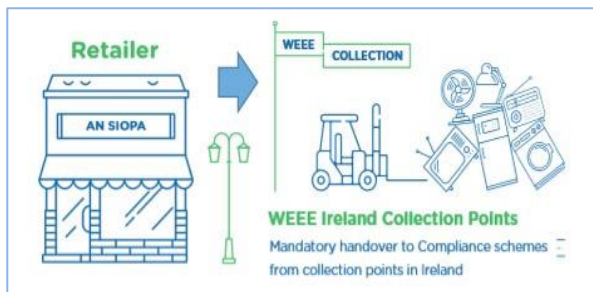 Retailer
AN SIOPA
WEEE
COLLECTION
WEEE Ireland Collection Points
Mandatory handover to Compliance schemes
from collection points in Ireland